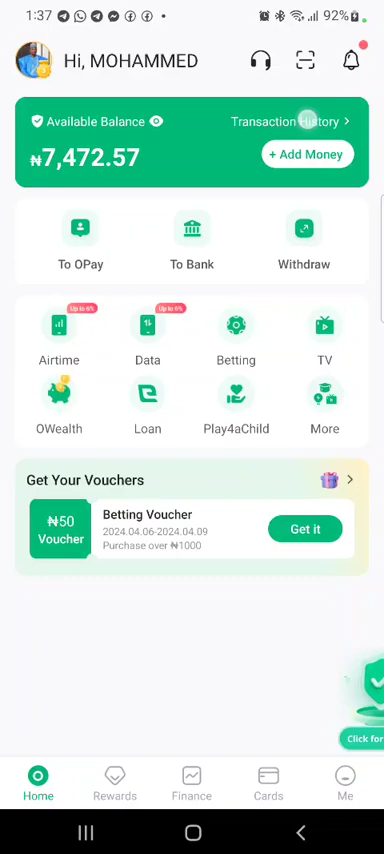 1:37
92%
Hi, MOHAMMED
Available Balance
Transaction History >
₦7,472.57
+ Add Money
To OPay
To Bank
Withdraw
Up to 6%
Up to 6%
Airtime
Data
Betting
TV
OWealth
Loan
Play4aChild
More
Get Your Vouchers
₦50
Voucher
Betting Voucher
2024.04.06-2024.04.09
Purchase over ₦1000
Get it
Click for
Home
Rewards
Finance
Cards
Me